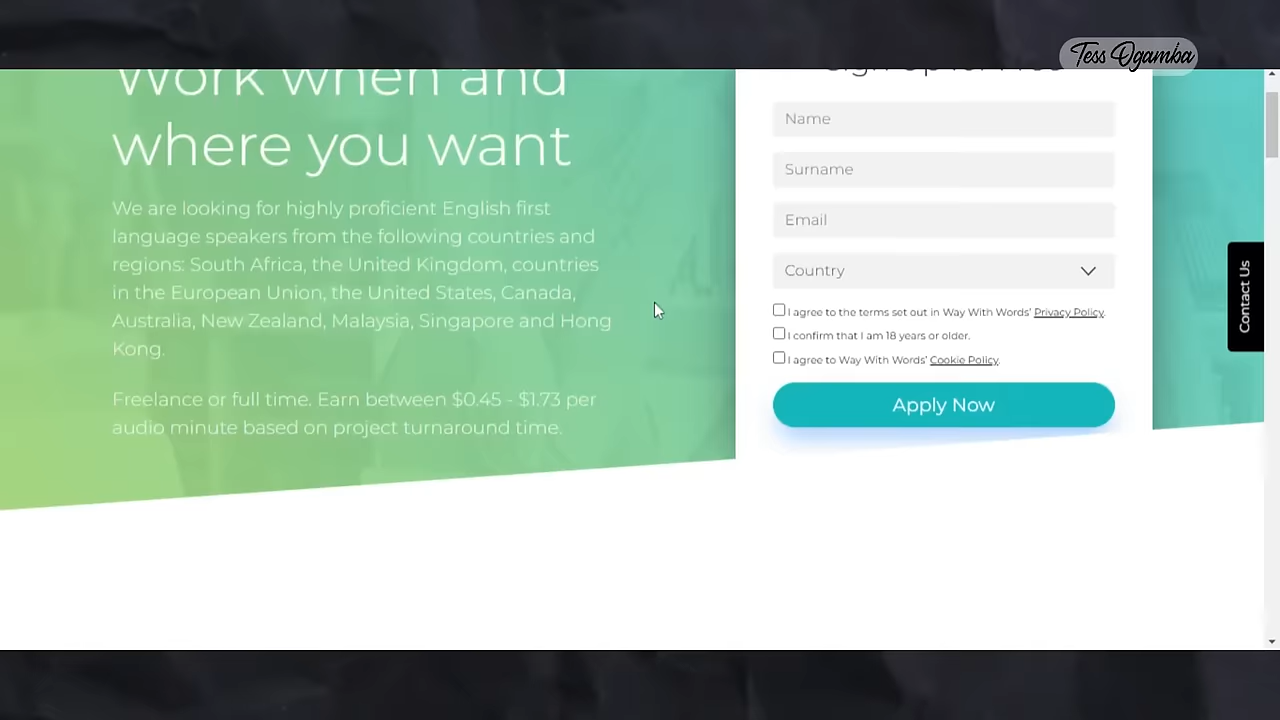 Tess Ogamba
Work when and
where you want
We are looking for highly proficient English first
language speakers from the following countries and
regions: South Africa, the United Kingdom, countries
in the European Union, the United States, Canada,
Australia, New Zealand, Malaysia, Singapore and Hong
Kong.
Freelance or full time. Earn between $0.45 - $1.73 per
audio minute based on project turnaround time.
Name
Surname
Email
Country
I agree to the terms set out in Way With Words' Privacy Policy.
I confirm that I am 18 years or older.
I agree to Way With Words' Cookie Policy.
Apply Now
Contact Us